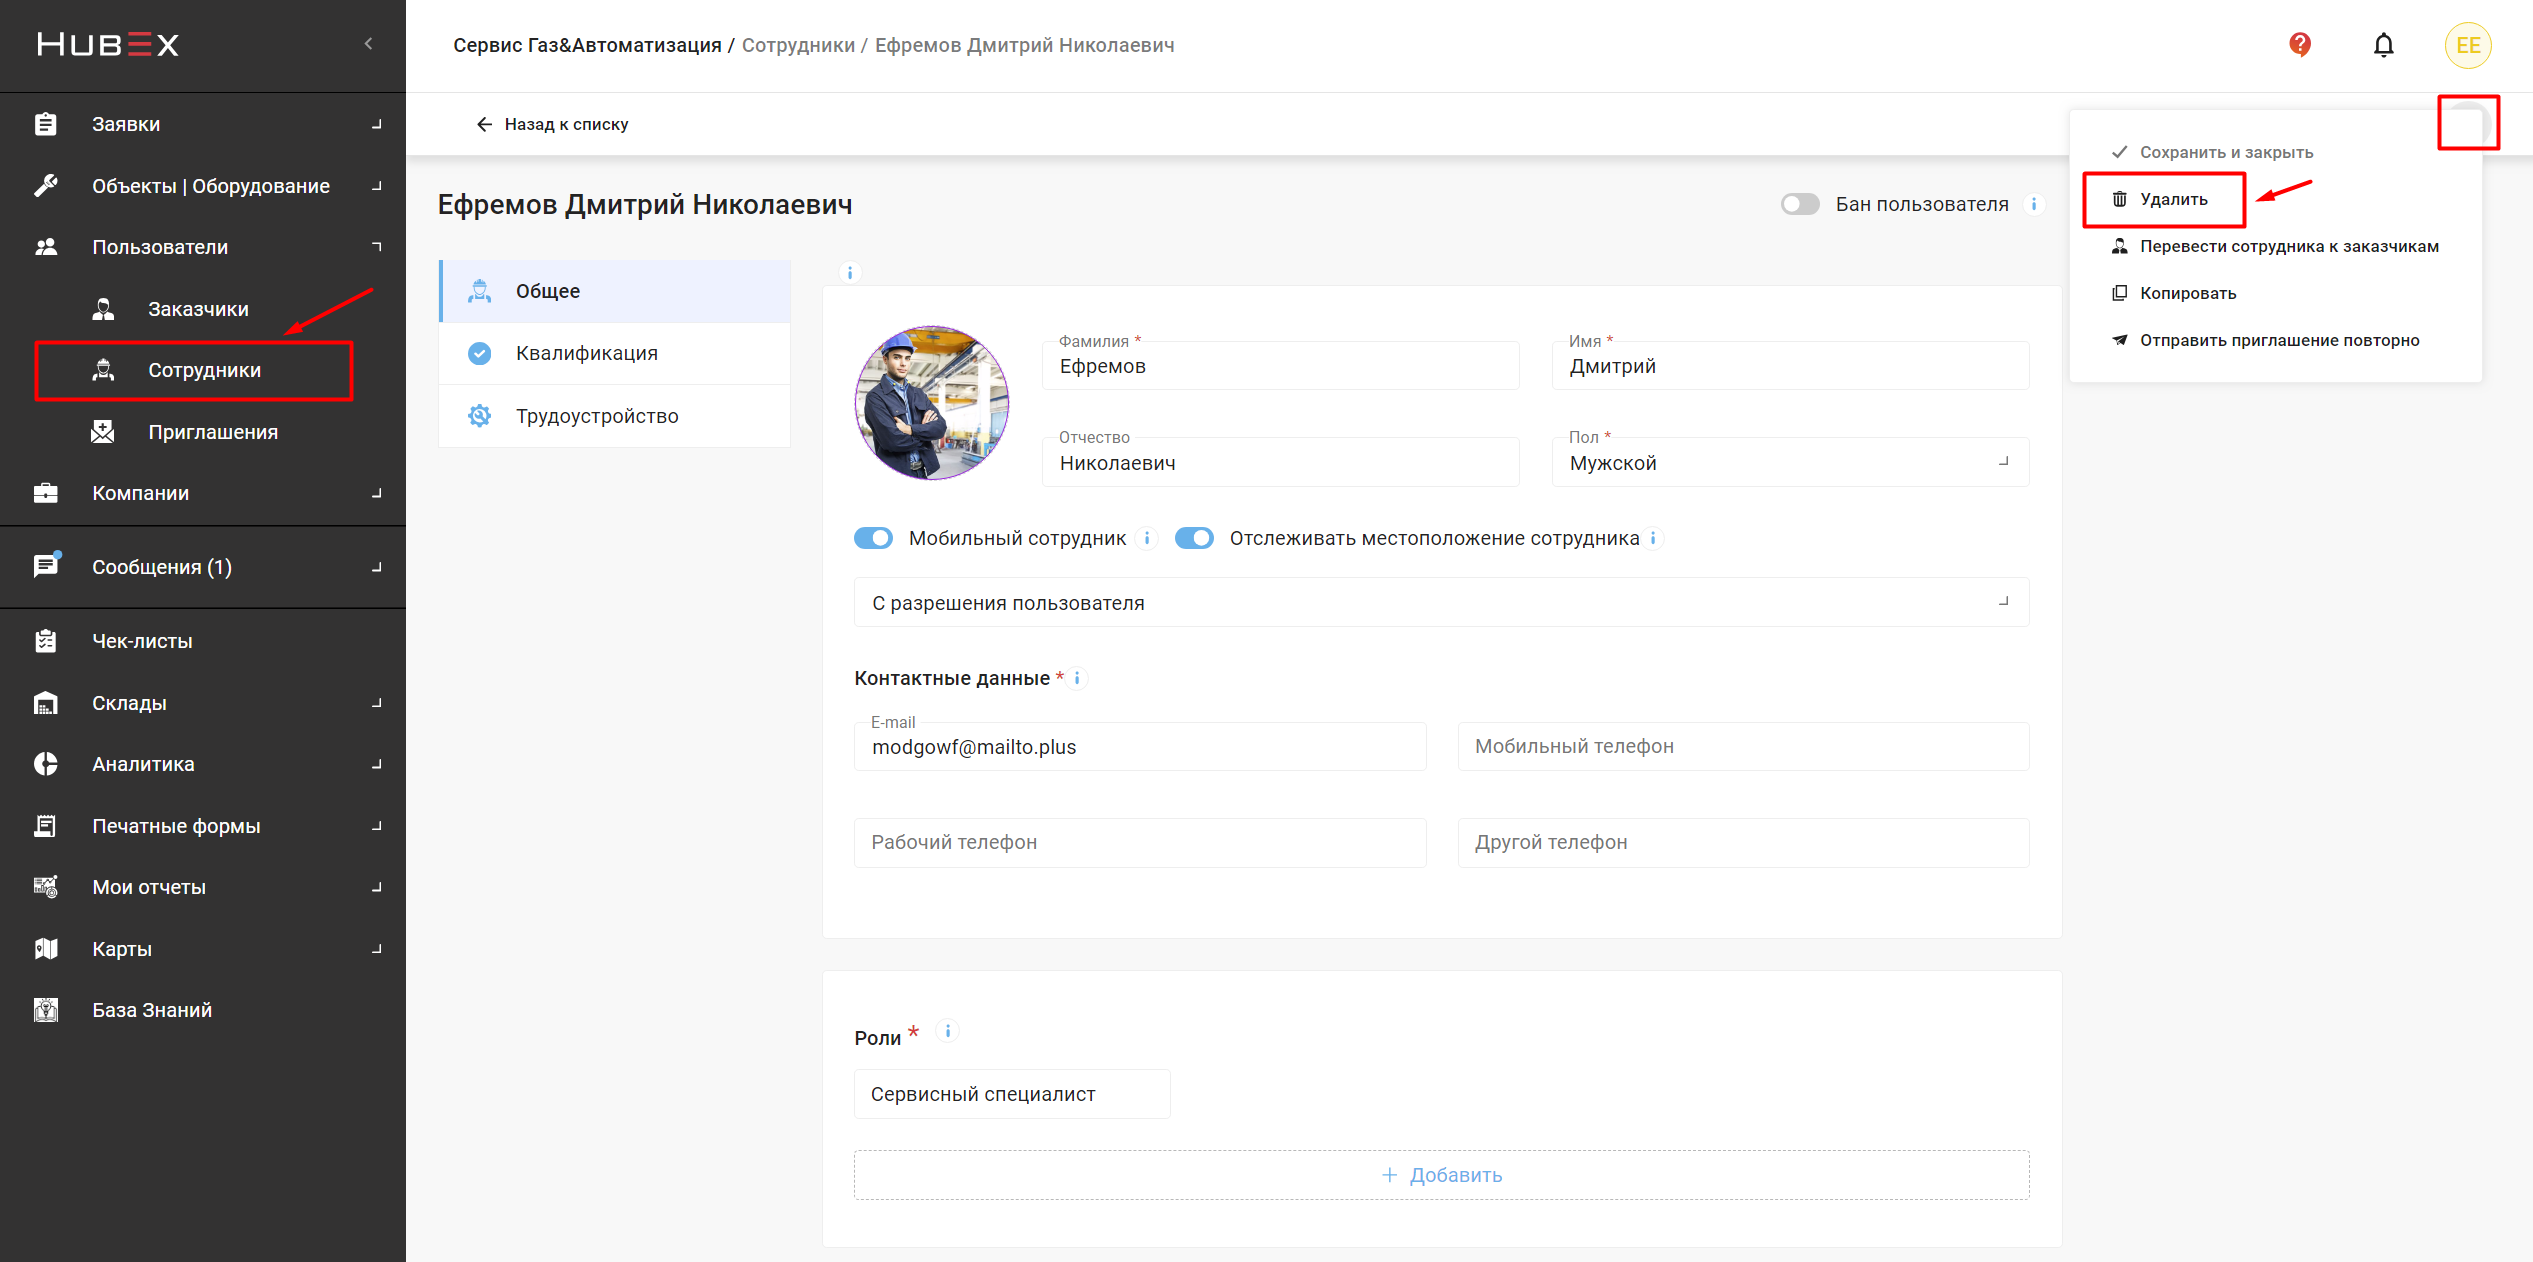 HUBEX
Сервис Газ&Автоматизация / Сотрудники / Ефремов Дмитрий Николаевич
EE
Заявки
Объекты | Оборудование
Пользователи
Заказчики
Сотрудники
Приглашения
Компании
Сообщения (1)
Чек-листы
Склады
Аналитика
Печатные формы
Мои отчеты
Карты
База Знаний
Назад к списку
Сохранить и закрыть
Удалить
Перевести сотрудника к заказчикам
Копировать
Отправить приглашение повторно
Ефремов Дмитрий Николаевич
Бан пользователя
Общее
Квалификация
Трудоустройство
Фамилия *
Ефремов
Имя *
Дмитрий
Отчество
Николаевич
Пол *
Мужской
Мобильный сотрудник
Отслеживать местоположение сотрудника
С разрешения пользователя
Контактные данные *
E-mail
modgowf@mailto.plus
Мобильный телефон
Рабочий телефон
Другой телефон
Роли *
Сервисный специалист
+ Добавить